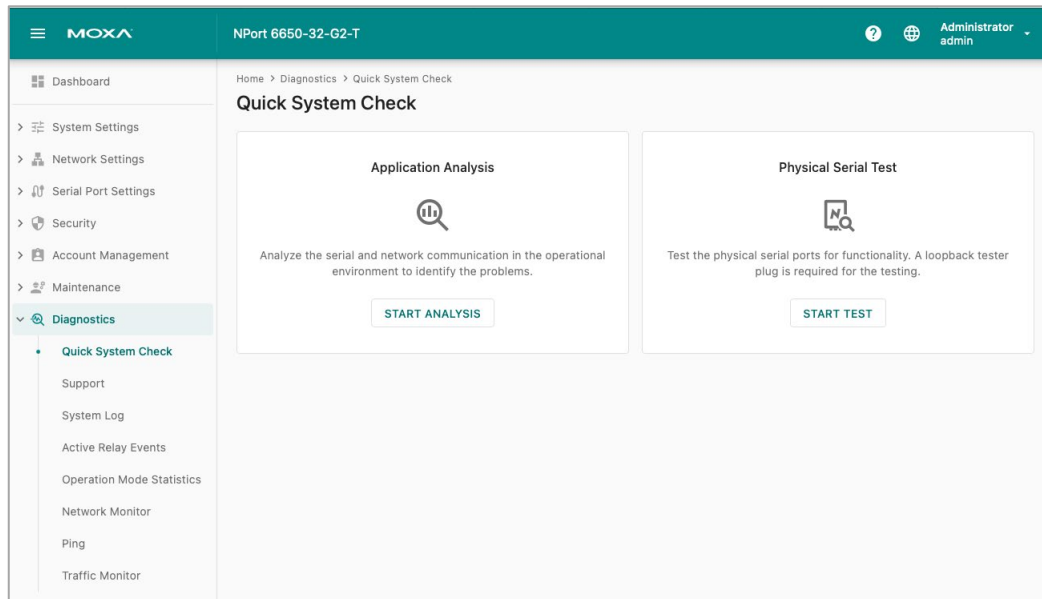 MOXA
NPort 6650-32-G2-T
Administrator
admin
Dashboard
System Settings
Network Settings
Serial Port Settings
Security
Account Management
Maintenance
Diagnostics
Quick System Check
Support
System Log
Active Relay Events
Operation Mode Statistics
Network Monitor
Ping
Traffic Monitor
Home > Diagnostics > Quick System Check
Quick System Check
Application Analysis
Analyze the serial and network communication in the operational
environment to identify the problems.
START ANALYSIS
Physical Serial Test
Test the physical serial ports for functionality. A loopback tester
plug is required for the testing.
START TEST